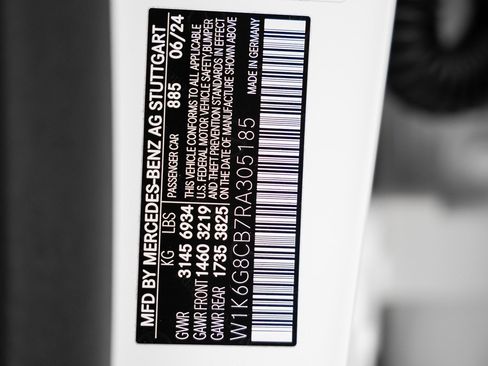 MFD BY MERCEDES-BENZ AG STUTTGART
KG LBS PASSENGER CAR 885 06/24
GVWR 3145 6934 THIS VEHICLE CONFORMS TO ALL APPLICABLE
GAWR FRONT 1460 3219 U.S. FEDERAL MOTOR VEHICLE SAFETY, BUMPER
GAWR REAR 1735 3825 AND THEFT PREVENTION STANDARDS IN EFFECT
ON THE DATE OF MANUFACTURE SHOWN ABOVE
W1K6G8CB7RA305185 MADE IN GERMANY